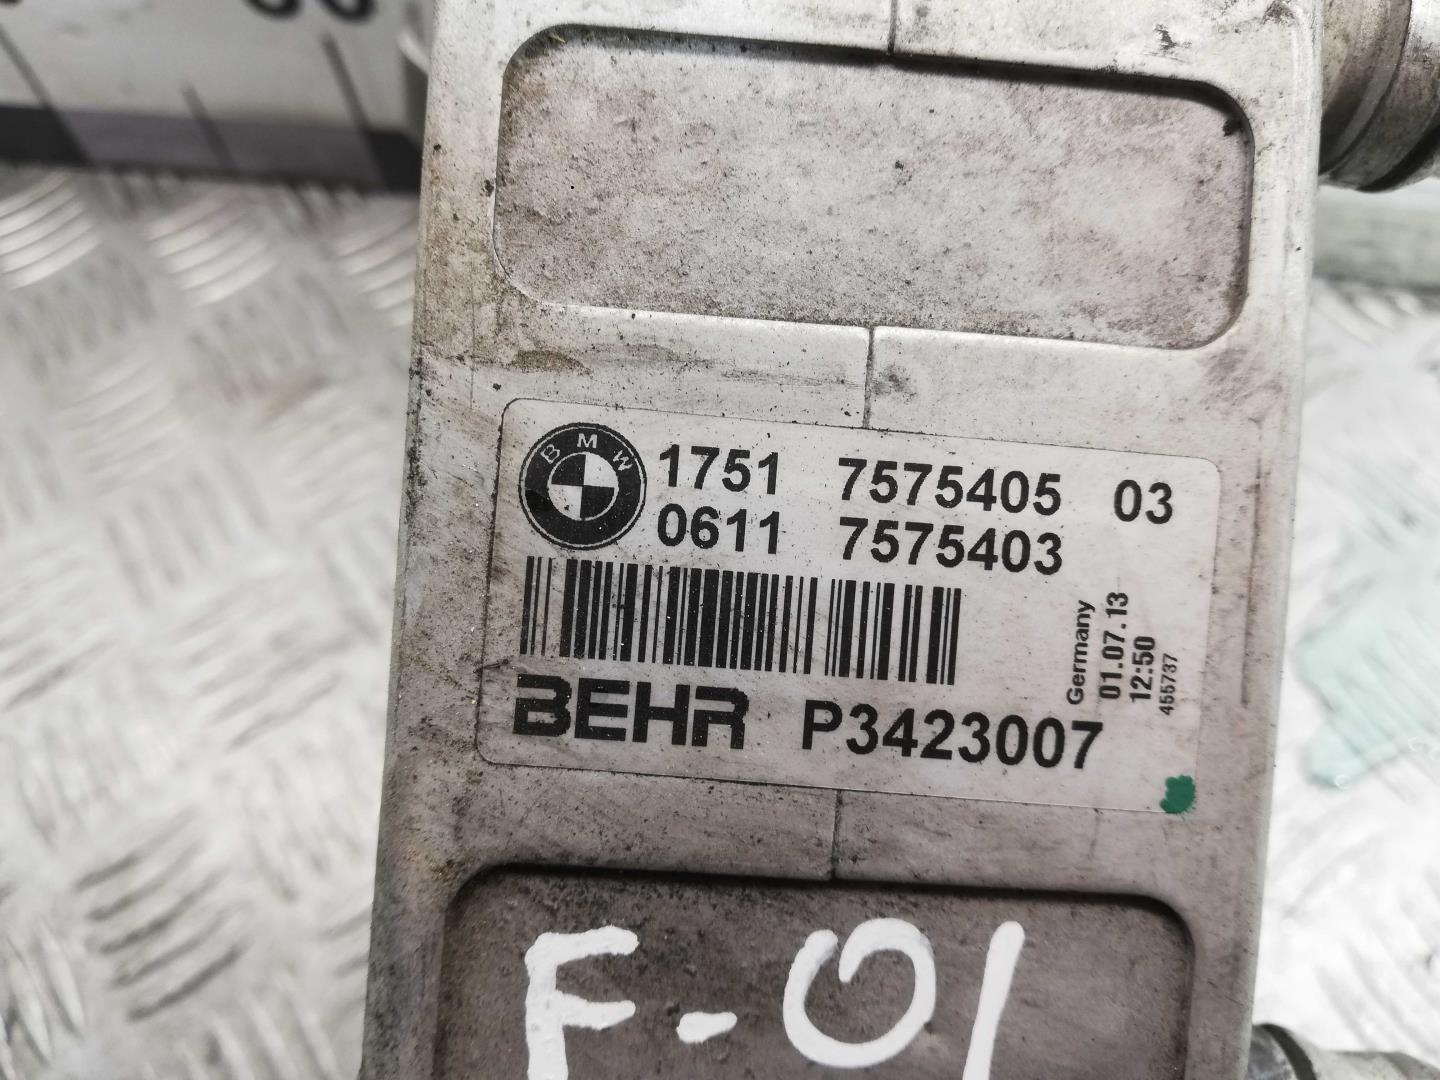 BMW
1751 7575405 03
0611 7575403
Germany
01.07.13
12:50
455737
BEHR P3423007
F-01